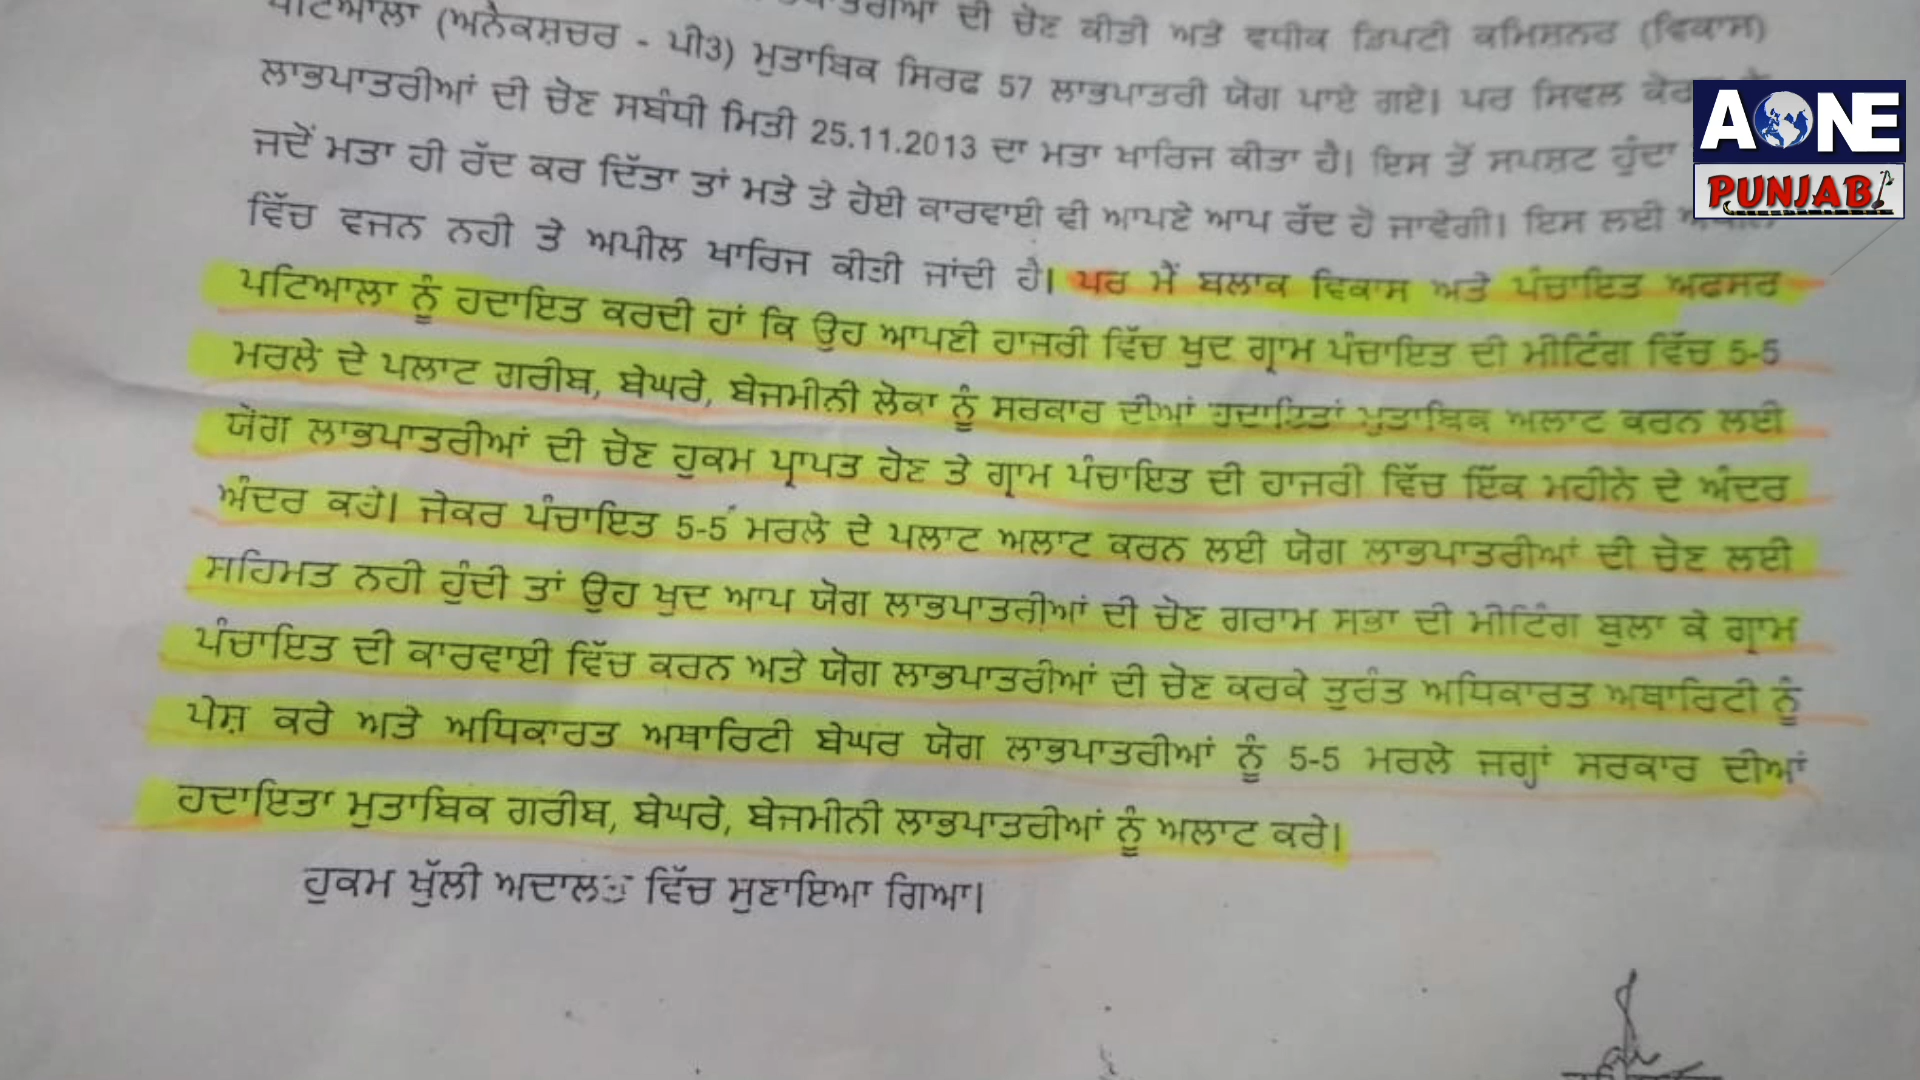 ਪਟਿਆਲਾ (ਅਨੈਕਸ਼ਚਰ - ਪੀ3) ਮੁਤਾਬਿਕ ਸਿਰਫ 57 ਲਾਭਪਾਤਰੀ ਯੋਗ ਪਾਏ ਗਏ। ਪਰ ਸਿਵਲ
ਦੀ ਚੋਣ ਕੀਤੀ ਅਤੇ ਵਧੀਕ ਡਿਪਟੀ ਕਮਿਸ਼ਨਰ (ਵਿਕਾਸ)
ਲਾਭਪਾਤਰੀਆਂ ਦੀ ਚੋਣ ਸਬੰਧੀ ਮਿਤੀ 25.11.2013 ਦਾ ਮਤਾ ਖਾਰਿਜ ਕੀਤਾ ਹੈ। ਇਸ ਤੋਂ ਸਪਸ਼ਟ ਹੁੰਦਾ
ਜਦੋਂ ਮਤਾ ਹੀ ਰੱਦ ਕਰ ਦਿੱਤਾ ਤਾਂ ਮਤੇ ਤੇ ਹੋਈ ਕਾਰਵਾਈ ਵੀ ਆਪਣੇ ਆਪ ਰੱਦ ਹੋ ਜਾਵੇਗੀ। ਇਸ ਲਈ
ਵਿੱਚ ਵਜਨ ਨਹੀ ਤੇ ਅਪੀਲ ਖਾਰਿਜ ਕੀਤੀ ਜਾਂਦੀ ਹੈ। ਪਰ ਮੈਂ ਬਲਾਕ ਵਿਕਾਸ ਅਤੇ ਪੰਚਾਇਤ ਅਫਸਰ
ਪਟਿਆਲਾ ਨੂੰ ਹਦਾਇਤ ਕਰਦੀ ਹਾਂ ਕਿ ਉਹ ਆਪਣੀ ਹਾਜਰੀ ਵਿੱਚ ਖੁਦ ਗ੍ਰਾਮ ਪੰਚਾਇਤ ਦੀ ਮੀਟਿੰਗ ਵਿੱਚ 5-5
ਮਰਲੇ ਦੇ ਪਲਾਟ ਗਰੀਬ, ਬੇਘਰੇ, ਬੇਜਮੀਨੀ ਲੋਕਾ ਨੂੰ ਸਰਕਾਰ ਦੀਆਂ ਹਦਾਇਤਾਂ ਮੁਤਾਬਿਕ ਅਲਾਟ ਕਰਨ ਲਈ
ਯੋਗ ਲਾਭਪਾਤਰੀਆਂ ਦੀ ਚੋਣ ਹੁਕਮ ਪ੍ਰਾਪਤ ਹੋਣ ਤੇ ਗ੍ਰਾਮ ਪੰਚਾਇਤ ਦੀ ਹਾਜਰੀ ਵਿੱਚ ਇੱਕ ਮਹੀਨੇ ਦੇ ਅੰਦਰ
ਅੰਦਰ ਕਰੇ। ਜੇਕਰ ਪੰਚਾਇਤ 5-5 ਮਰਲੇ ਦੇ ਪਲਾਟ ਅਲਾਟ ਕਰਨ ਲਈ ਯੋਗ ਲਾਭਪਾਤਰੀਆਂ ਦੀ ਚੋਣ ਲਈ
ਸਹਿਮਤ ਨਹੀ ਹੁੰਦੀ ਤਾਂ ਉਹ ਖੁਦ ਆਪ ਯੋਗ ਲਾਭਪਾਤਰੀਆਂ ਦੀ ਚੋਣ ਗਰਾਮ ਸਭਾ ਦੀ ਮੀਟਿੰਗ ਬੁਲਾ ਕੇ ਗ੍ਰਾਮ
ਪੰਚਾਇਤ ਦੀ ਕਾਰਵਾਈ ਵਿੱਚ ਕਰਨ ਅਤੇ ਯੋਗ ਲਾਭਪਾਤਰੀਆਂ ਦੀ ਚੋਣ ਕਰਕੇ ਤੁਰੰਤ ਅਧਿਕਾਰਤ ਅਥਾਰਿਟੀ ਨੂੰ
ਪੇਸ਼ ਕਰੇ ਅਤੇ ਅਧਿਕਾਰਤ ਅਥਾਰਿਟੀ ਬੇਘਰ ਯੋਗ ਲਾਭਪਾਤਰੀਆਂ ਨੂੰ 5-5 ਮਰਲੇ ਜਗ੍ਹਾਂ ਸਰਕਾਰ ਦੀਆਂ
ਹਦਾਇਤਾ ਮੁਤਾਬਿਕ ਗਰੀਬ, ਬੇਘਰੇ, ਬੇਜਮੀਨੀ ਲਾਭਪਾਤਰੀਆਂ ਨੂੰ ਅਲਾਟ ਕਰੇ।
ਹੁਕਮ ਖੁੱਲੀ ਅਦਾਲਤ ਵਿੱਚ ਸੁਣਾਇਆ ਗਿਆ।
AONE
PUNJABI